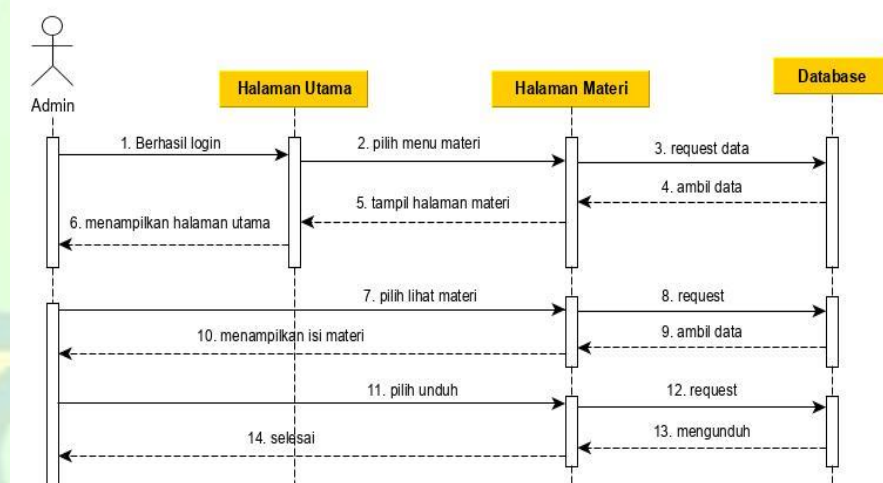 Admin
Halaman Utama
Halaman Materi
Database
1. Berhasil login
2. pilih menu materi
3. request data
4. ambil data
5. tampil halaman materi
6. menampilkan halaman utama
7. pilih lihat materi
8. request
9. ambil data
10. menampilkan isi materi
11. pilih unduh
12. request
13. mengunduh
14. selesai